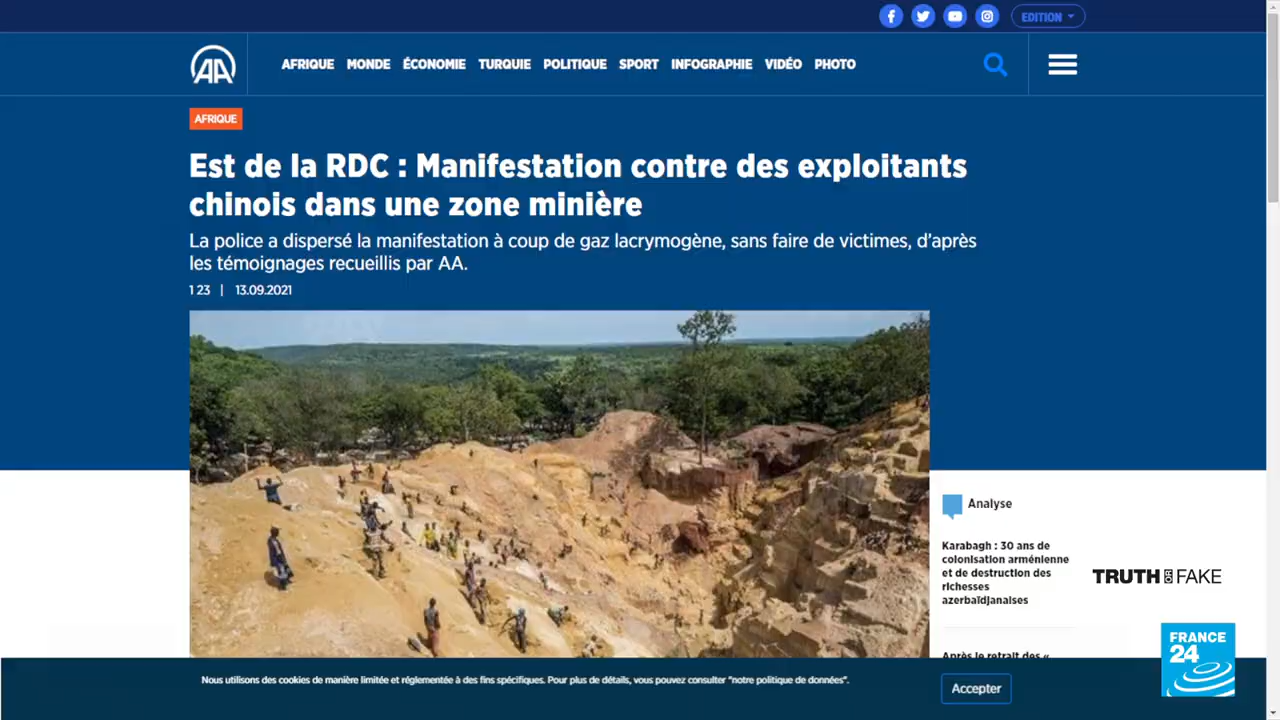 EDITION
AA
AFRIQUE MONDE ÉCONOMIE TURQUIE POLITIQUE SPORT INFOGRAPHIE VIDÉO PHOTO
AFRIQUE
Est de la RDC : Manifestation contre des exploitants
chinois dans une zone minière
La police a dispersé la manifestation à coup de gaz lacrymogène, sans faire de victimes, d'après
les témoignages recueillis par AA.
1 23 | 13.09.2021
Analyse
Karabagh : 30 ans de
colonisation arménienne
et de destruction des
richesses
azerbaïdjanaises
Après le retrait des «
TRUTH OR FAKE
FRANCE
24
Nous utilisons des cookies de manière limitée et réglementée à des fins spécifiques. Pour plus de détails, vous pouvez consulter "notre politique de données".
Accepter